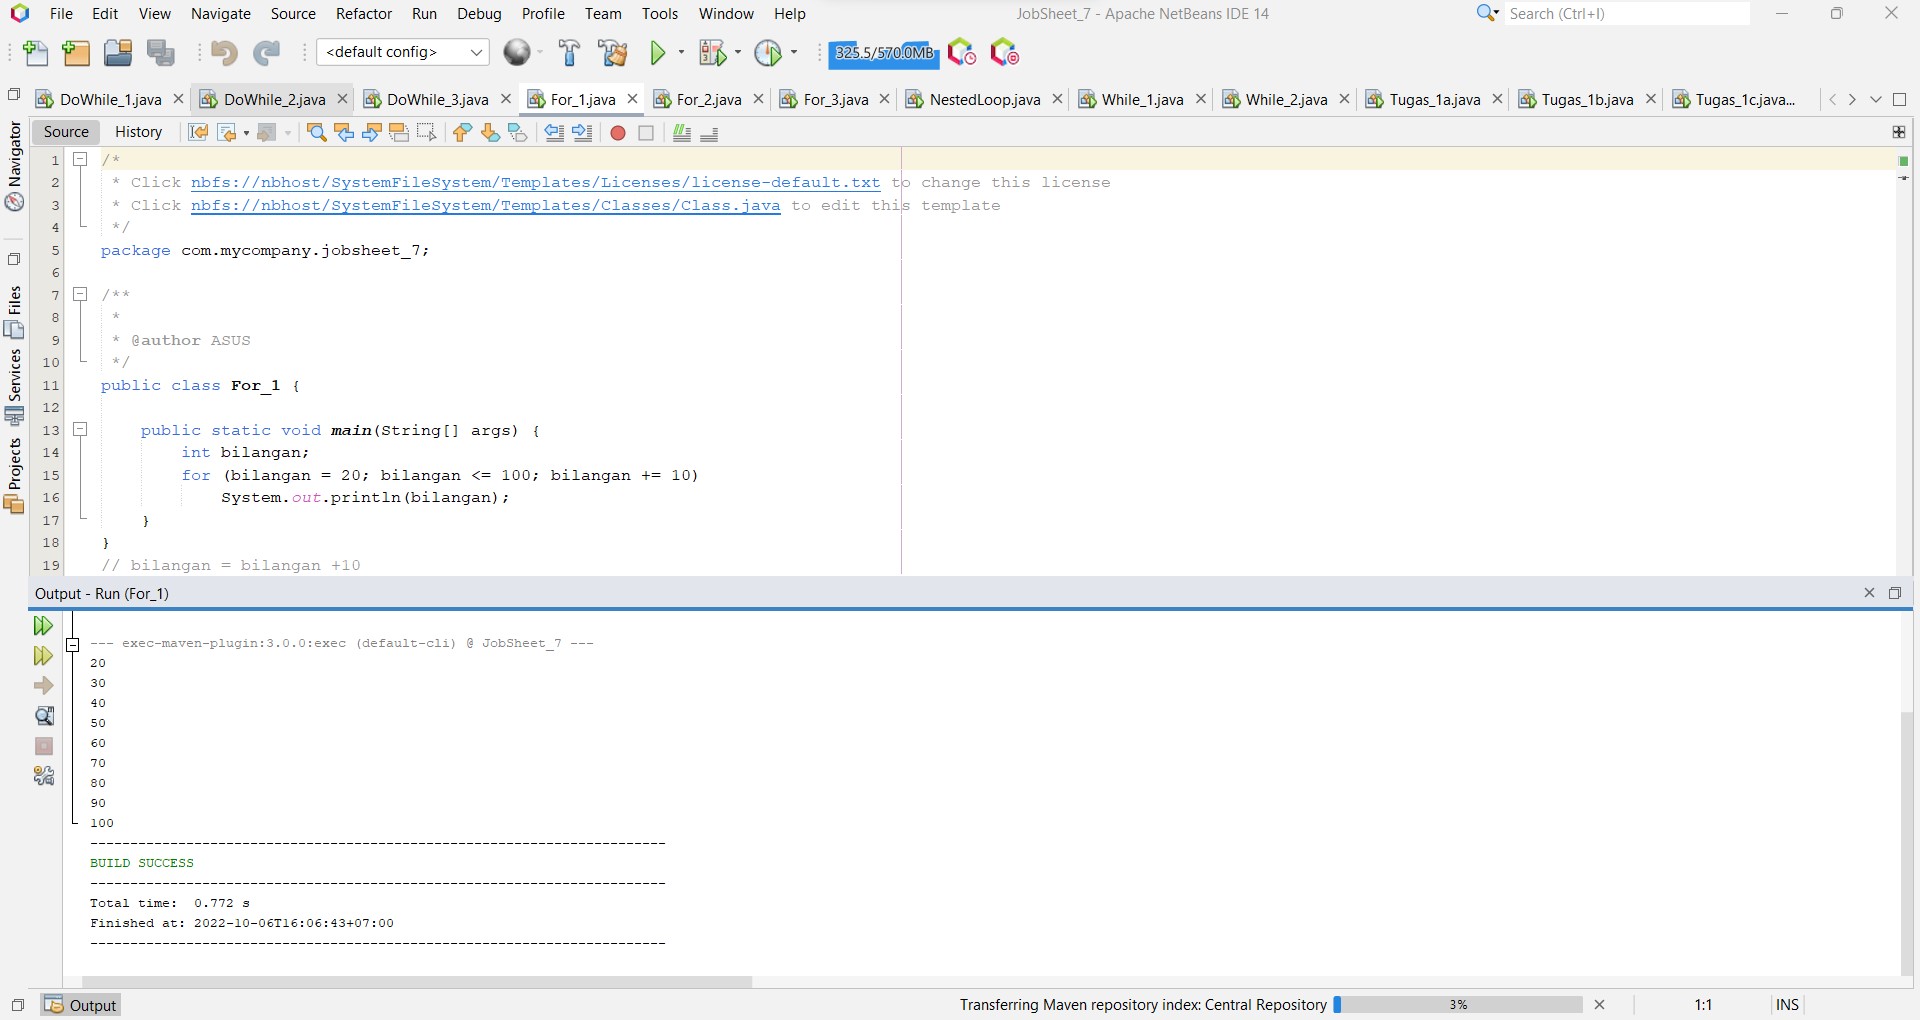 File Edit View Navigate Source Refactor Run Debug Profile Team Tools Window Help JobSheet_7 - Apache NetBeans IDE 14 Search (Ctrl+I)
<default config> 325.5/570.0MB
DoWhile_1.java DoWhile_2.java DoWhile_3.java For_1.java For_2.java For_3.java NestedLoop.java While_1.java While_2.java Tugas_1a.java Tugas_1b.java Tugas_1c.java...
Source History
Navigator
Files
Services
Projects
1 /*
2 * Click nbfs://nbhost/SystemFileSystem/Templates/Licenses/license-default.txt to change this license
3 * Click nbfs://nbhost/SystemFileSystem/Templates/Classes/Class.java to edit this template
4 */
5 package com.mycompany.jobsheet_7;
6
7 /**
8 *
9 * @author ASUS
10 */
11 public class For_1 {
12
13 public static void main(String[] args) {
14 int bilangan;
15 for (bilangan = 20; bilangan <= 100; bilangan += 10)
16 System.out.println(bilangan);
17 }
18 }
19 // bilangan = bilangan +10
Output - Run (For_1)
--- exec-maven-plugin:3.0.0:exec (default-cli) @ JobSheet_7 ---
20
30
40
50
60
70
80
90
100
------------------------------------------------------------------------
BUILD SUCCESS
------------------------------------------------------------------------
Total time:  0.772 s
Finished at: 2022-10-06T16:06:43+07:00
------------------------------------------------------------------------
Output Transferring Maven repository index: Central Repository 3% 1:1 INS